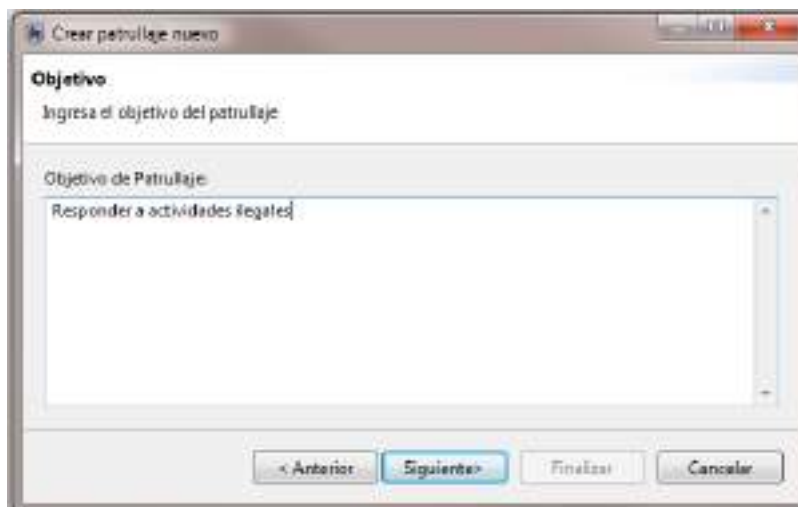 Crear patrullaje nuevo
Objetivo
Ingresa el objetivo del patrullaje
Objetivo de Patrullaje:
Responder a actividades ilegales
< Anterior Siguiente> Finalizar Cancelar